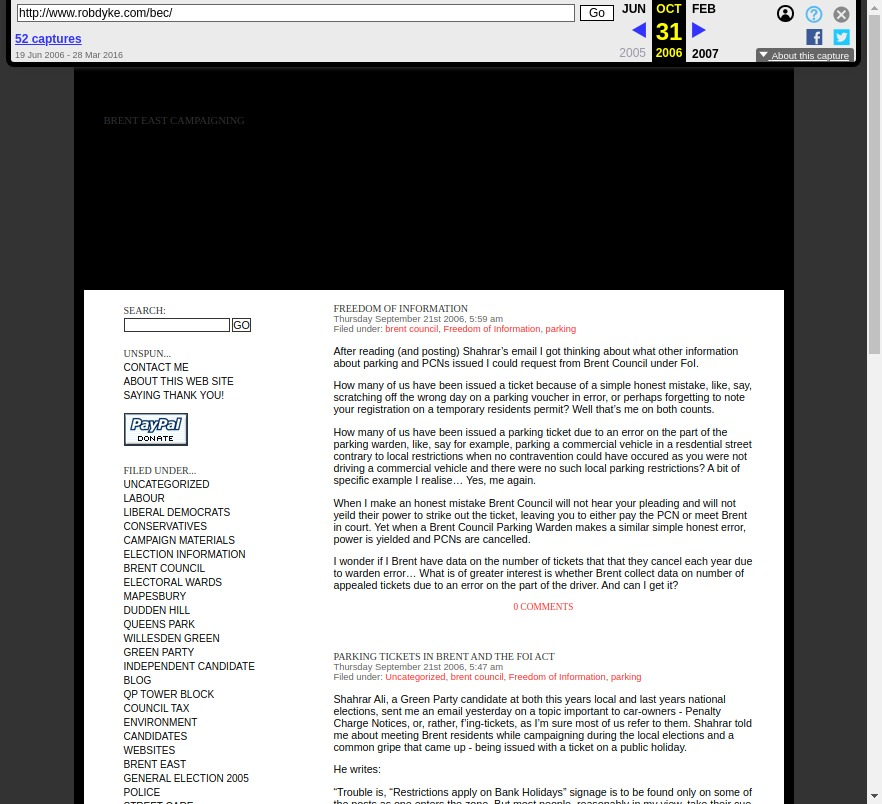 http://www.robdyke.com/bec/
Go
JUN
OCT
FEB
52 captures
31
19 Jun 2006 - 28 Mar 2016
2005
2006
2007
About this capture
BRENT EAST CAMPAIGNING
SEARCH:
GO
UNSPUN...
CONTACT ME
ABOUT THIS WEB SITE
SAYING THANK YOU!
PayPal
DONATE
FILED UNDER...
UNCATEGORIZED
LABOUR
LIBERAL DEMOCRATS
CONSERVATIVES
CAMPAIGN MATERIALS
ELECTION INFORMATION
BRENT COUNCIL
ELECTORAL WARDS
MAPESBURY
DUDDEN HILL
QUEENS PARK
WILLESDEN GREEN
GREEN PARTY
INDEPENDENT CANDIDATE
BLOG
QP TOWER BLOCK
COUNCIL TAX
ENVIRONMENT
CANDIDATES
WEBSITES
BRENT EAST
GENERAL ELECTION 2005
POLICE
STREET CARE
FREEDOM OF INFORMATION
Thursday September 21st 2006, 5:59 am
Filed under: brent council, Freedom of Information, parking
After reading (and posting) Shahrar's email I got thinking about what other information
about parking and PCNs issued I could request from Brent Council under FoI.
How many of us have been issued a ticket because of a simple honest mistake, like, say,
scratching off the wrong day on a parking voucher in error, or perhaps forgetting to note
your registration on a temporary residents permit? Well that's me on both counts.
How many of us have been issued a parking ticket due to an error on the part of the
parking warden, like, say for example, parking a commercial vehicle in a resdential street
contrary to local restrictions when no contravention could have occured as you were not
driving a commercial vehicle and there were no such local parking restrictions? A bit of
specific example I realise… Yes, me again.
When I make an honest mistake Brent Council will not hear your pleading and will not
yeild their power to strike out the ticket, leaving you to either pay the PCN or meet Brent
in court. Yet when a Brent Council Parking Warden makes a similar simple honest error,
power is yielded and PCNs are cancelled.
I wonder if I Brent have data on the number of tickets that that they cancel each year due
to warden error… What is of greater interest is whether Brent collect data on number of
appealed tickets due to an error on the part of the driver. And can I get it?
0 COMMENTS
PARKING TICKETS IN BRENT AND THE FOI ACT
Thursday September 21st 2006, 5:47 am
Filed under: Uncategorized, brent council, Freedom of Information, parking
Shahrar Ali, a Green Party candidate at both this years local and last years national
elections, sent me an email yesterday on a topic important to car-owners - Penalty
Charge Notices, or, rather, f'ing-tickets, as I'm sure most of us refer to them. Shahrar told
me about meeting Brent residents while campaigning during the local elections and a
common gripe that came up - being issued with a ticket on a public holiday.
He writes:
"Trouble is, "Restrictions apply on Bank Holidays" signage is to be found only on some of
the posts as one enters the zone. But most people, reasonably in my view, take their cue